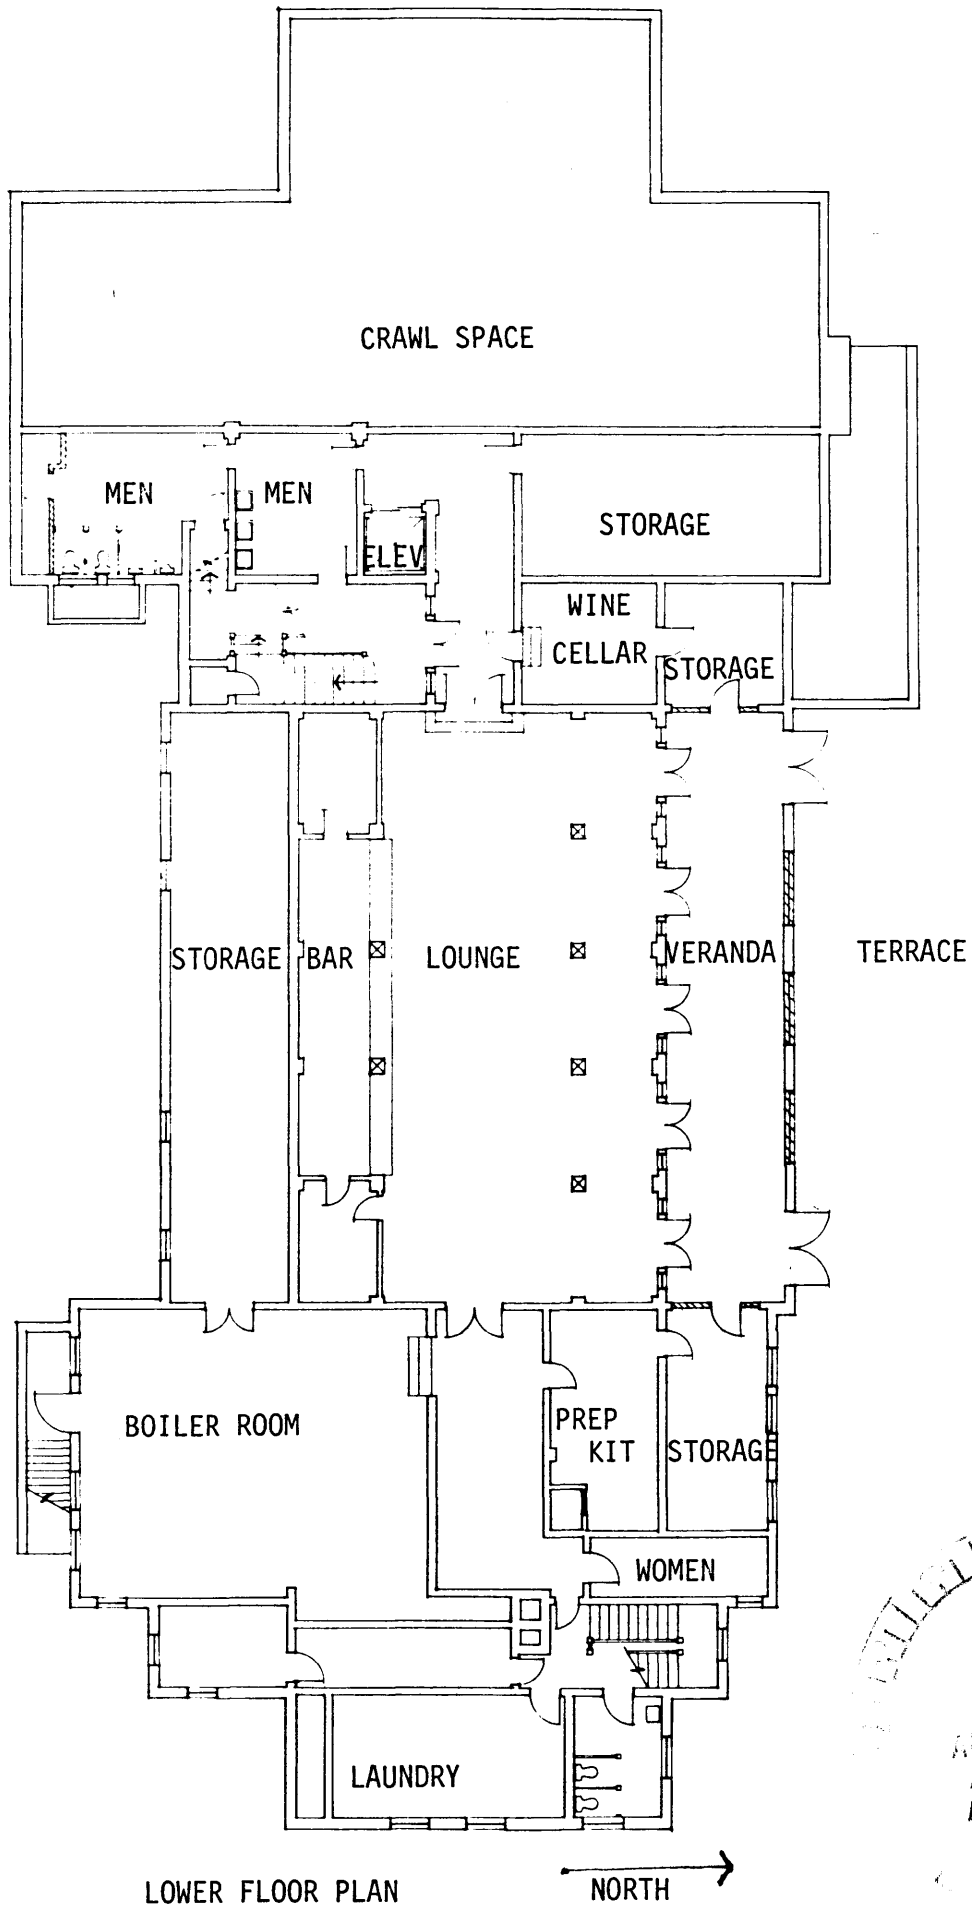 CRAWL SPACE
MEN
MEN
STORAGE
ELEV
WINE
CELLAR
STORAGE
STORAGE
BAR
LOUNGE
VERANDA
TERRACE
BOILER ROOM
PREP
KIT
STORAGE
WOMEN
LAUNDRY
LOWER FLOOR PLAN
NORTH